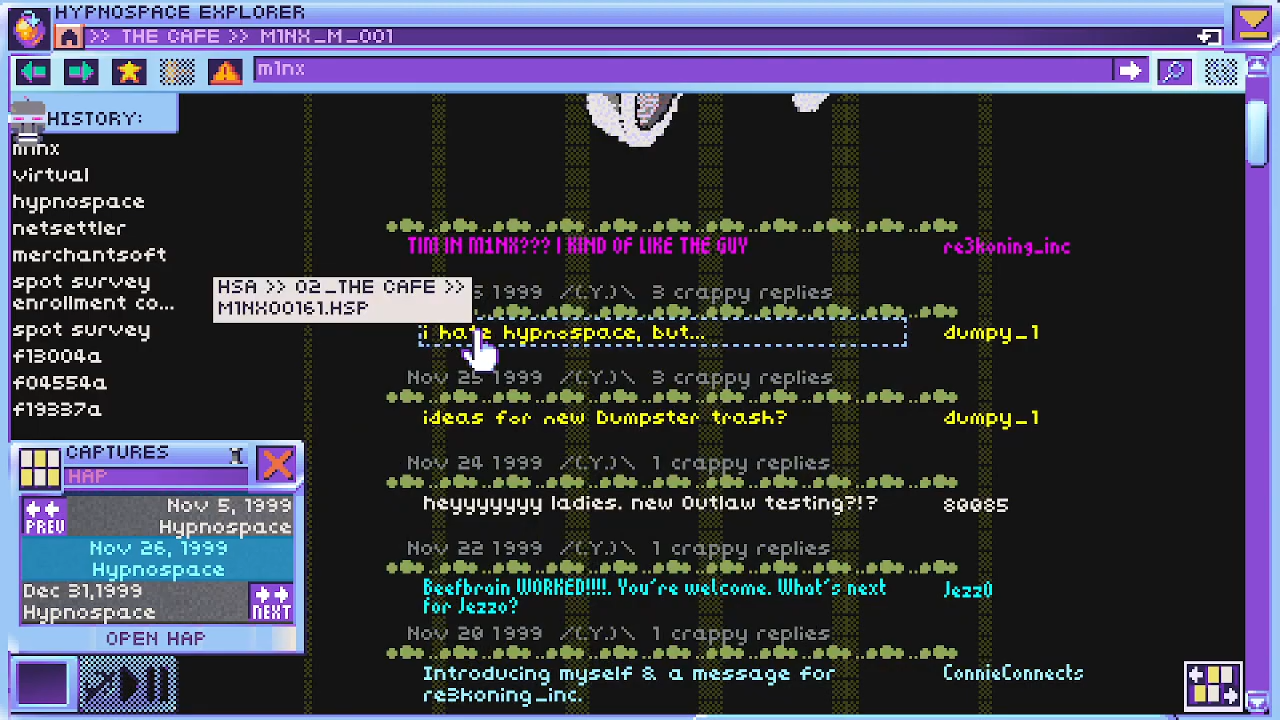 HYPNOSPACE EXPLORER
>> THE CAFE >> M1NX_M_001
m1nx
HISTORY:
m1nx
virtual
hypnospace
netsettler
merchantsoft
spot survey
enrollment co...
spot survey
f13004a
f04554a
f19337a
TIM IN M1NX??? I KIND OF LIKE THE GUY re3koning_inc
5 1999 /(.Y.)\ 3 crappy replies
HSA >> 02_THE CAFE >>
M1NX00161.HSP
i hate hypnospace, but... dumpy_1
Nov 25 1999 /(.Y.)\ 3 crappy replies
ideas for new Dumpster trash? dumpy_1
Nov 24 1999 /(.Y.)\ 1 crappy replies
heyyyyyyy ladies. new Outlaw testing?!? 80085
Nov 22 1999 /(.Y.)\ 1 crappy replies
Beefbrain WORKED!!!!. You're welcome. What's next
for Jezzo? Jezz0
Nov 20 1999 /(.Y.)\ 1 crappy replies
Introducing myself & a message for
re3koning_inc. ConnieConnects
CAPTURES
HAP
PREV
Nov 5, 1999
Hypnospace
Nov 26, 1999
Hypnospace
Dec 31,1999
Hypnospace
NEXT
OPEN HAP